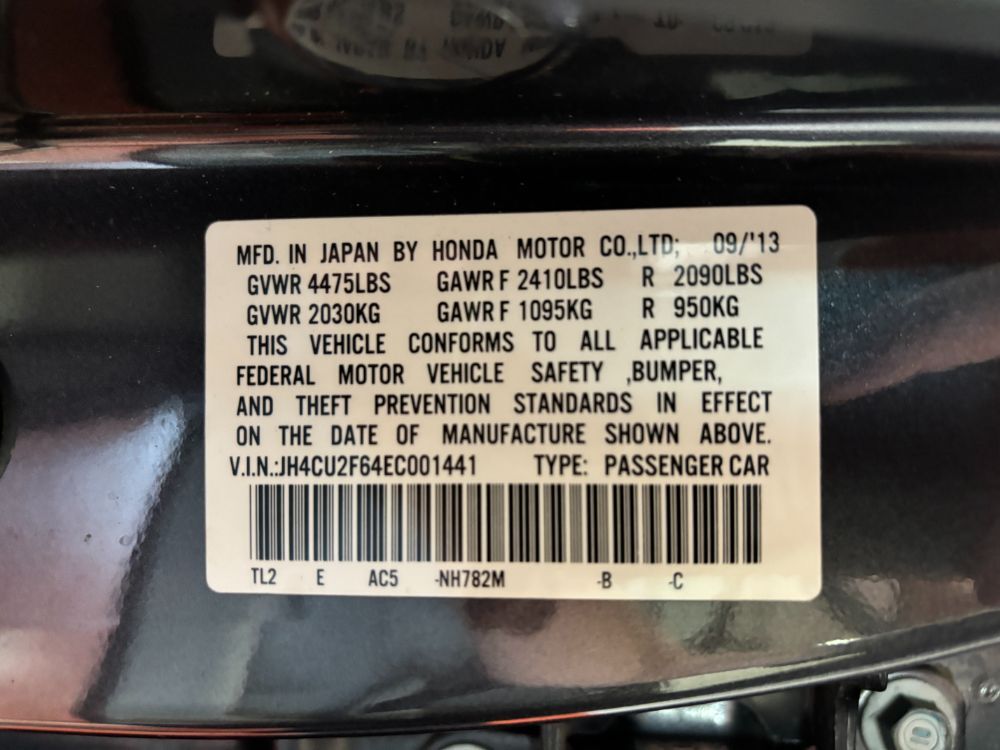 MFD. IN JAPAN BY HONDA MOTOR CO.,LTD; 09/'13
GVWR 4475LBS GAWR F 2410LBS R 2090LBS
GVWR 2030KG GAWR F 1095KG R 950KG
THIS VEHICLE CONFORMS TO ALL APPLICABLE
FEDERAL MOTOR VEHICLE SAFETY ,BUMPER,
AND THEFT PREVENTION STANDARDS IN EFFECT
ON THE DATE OF MANUFACTURE SHOWN ABOVE.
V.I.N.:JH4CU2F64EC001441 TYPE: PASSENGER CAR
TL2 E AC5 -NH782M -B -C